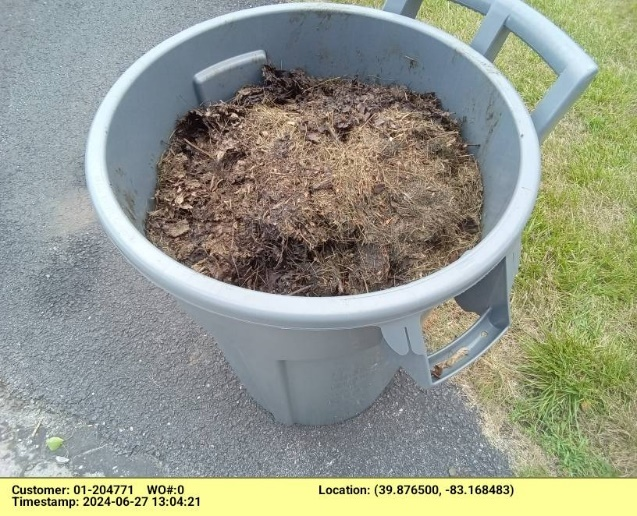 Customer: 01-204771 WO#:0
Timestamp: 2024-06-27 13:04:21
Location: (39.876500, -83.168483)